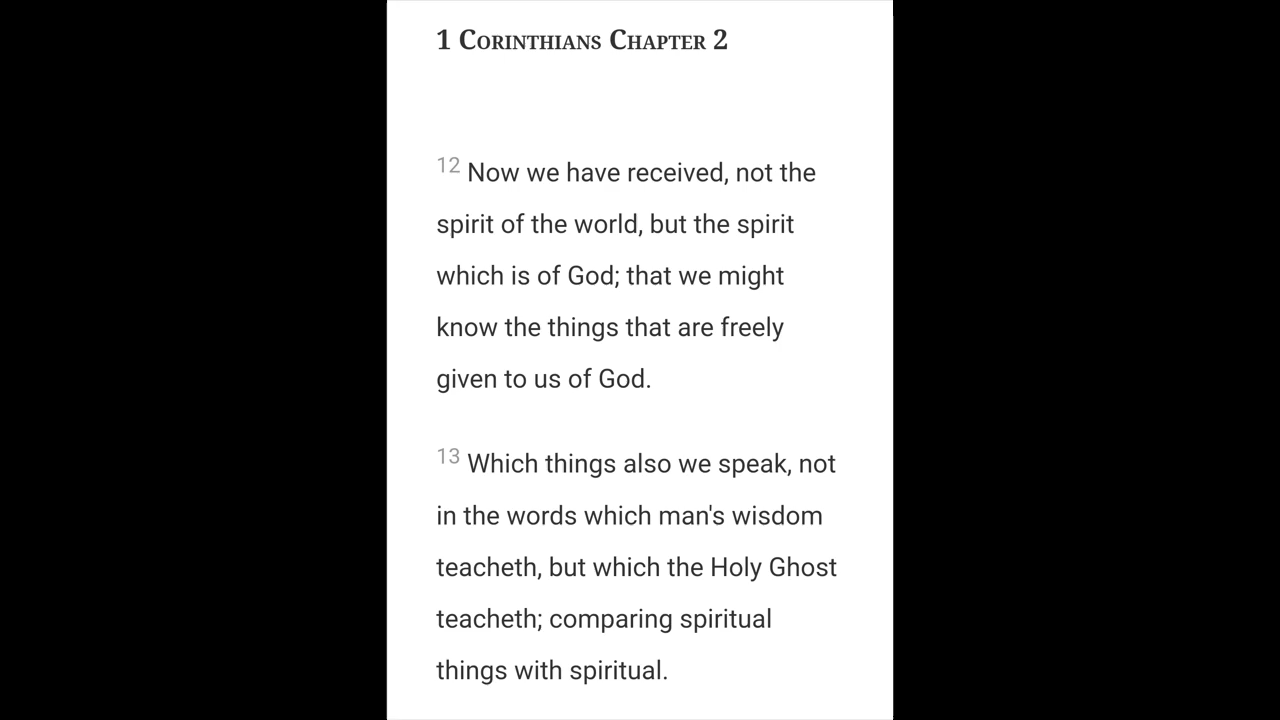 1 Corinthians Chapter 2
12 Now we have received, not the
spirit of the world, but the spirit
which is of God; that we might
know the things that are freely
given to us of God.
13 Which things also we speak, not
in the words which man's wisdom
teacheth, but which the Holy Ghost
teacheth; comparing spiritual
things with spiritual.